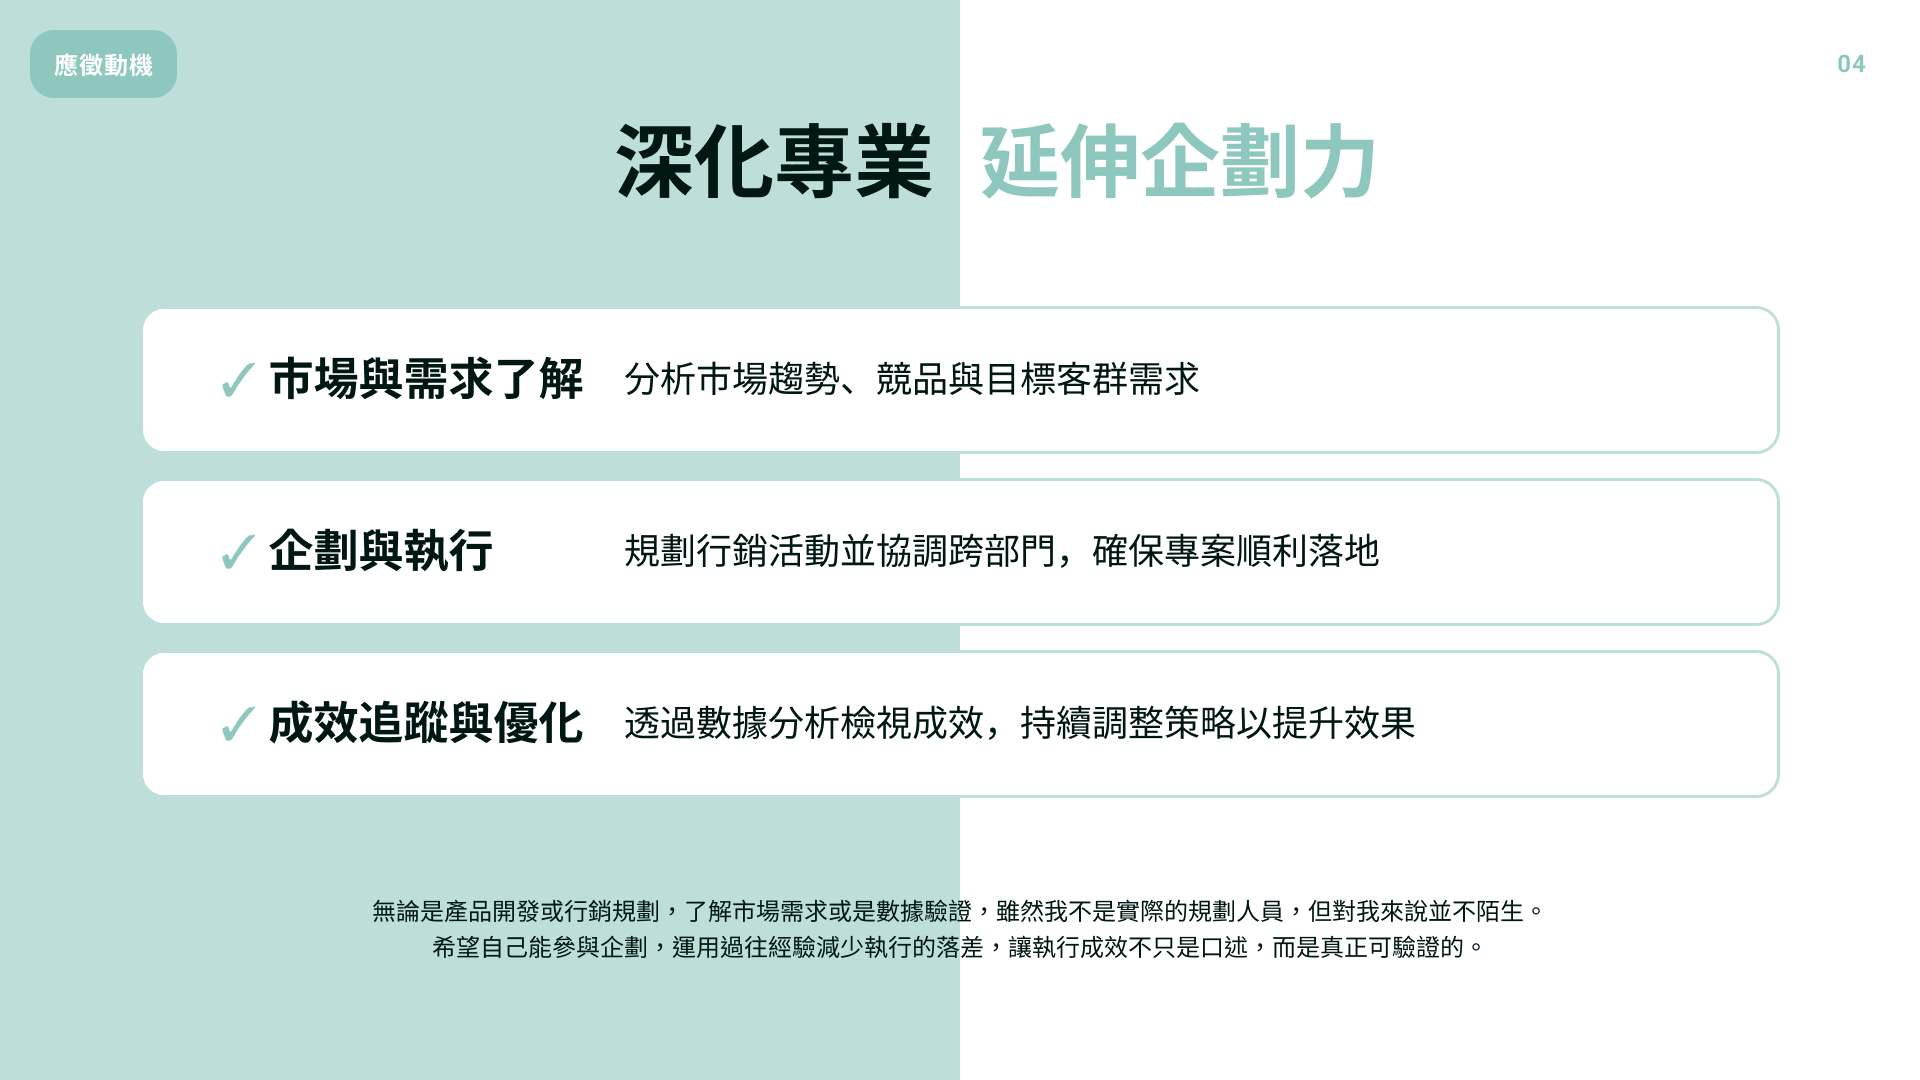 應徵動機
04
深化專業 延伸企劃力
✓ 市場與需求了解 分析市場趨勢、競品與目標客群需求
✓ 企劃與執行 規劃行銷活動並協調跨部門，確保專案順利落地
✓ 成效追蹤與優化 透過數據分析檢視成效，持續調整策略以提升效果
無論是產品開發或行銷規劃，了解市場需求或是數據驗證，雖然我不是實際的規劃人員，但對我來說並不陌生。
希望自己能參與企劃，運用過往經驗減少執行的落差，讓執行成效不只是口述，而是真正可驗證的。